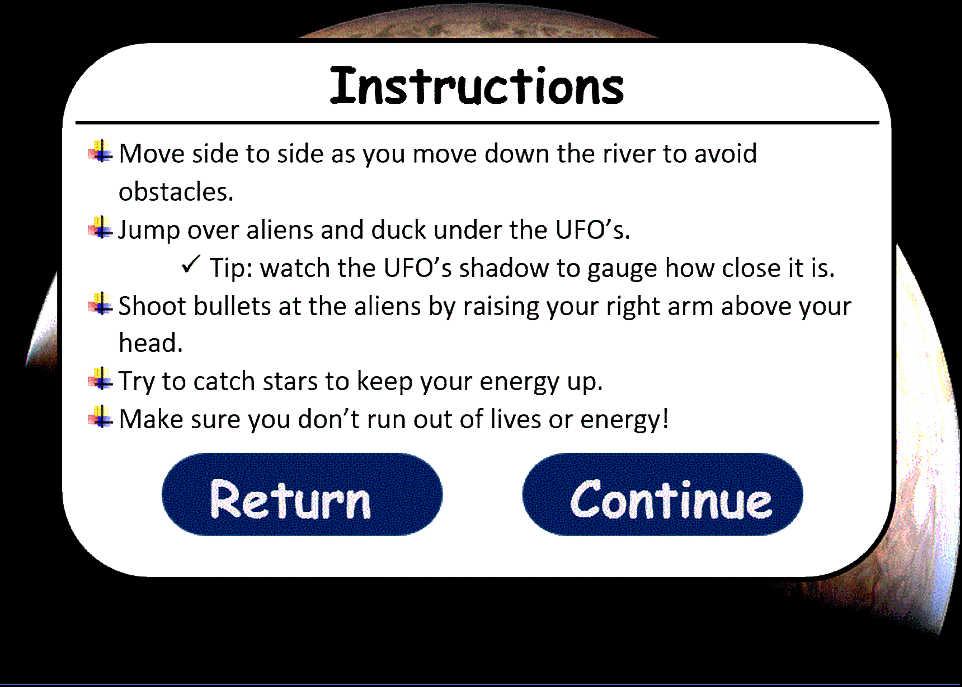 Instructions
Move side to side as you move down the river to avoid
obstacles.
Jump over aliens and duck under the UFO's.
✓ Tip: watch the UFO's shadow to gauge how close it is.
Shoot bullets at the aliens by raising your right arm above your
head.
Try to catch stars to keep your energy up.
Make sure you don't run out of lives or energy!
Return
Continue